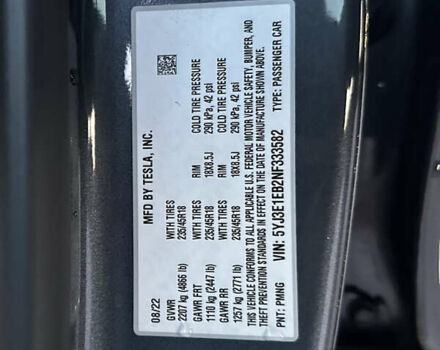 MFD BY TESLA, INC.
08/22
GVWR WITH TIRES COLD TIRE PRESSURE
2207 kg (4866 lb) 235/45R18 290 kPa, 42 psi
GAWR FRT WITH TIRES RIM COLD TIRE PRESSURE
1110 kg (2447 lb) 235/45R18 18X8.5J 290 kPa, 42 psi
GAWR RR WITH TIRES RIM COLD TIRE PRESSURE
1257 kg (2771 lb) 235/45R18 18X8.5J 290 kPa, 42 psi
THIS VEHICLE CONFORMS TO ALL APPLICABLE U.S. FEDERAL MOTOR VEHICLE SAFETY, BUMPER, AND
THEFT PREVENTION STANDARDS IN EFFECT ON THE DATE OF MANUFACTURE SHOWN ABOVE.
VIN: 5YJ3E1EB2NF333582
PNT: PMNG TYPE: PASSENGER CAR